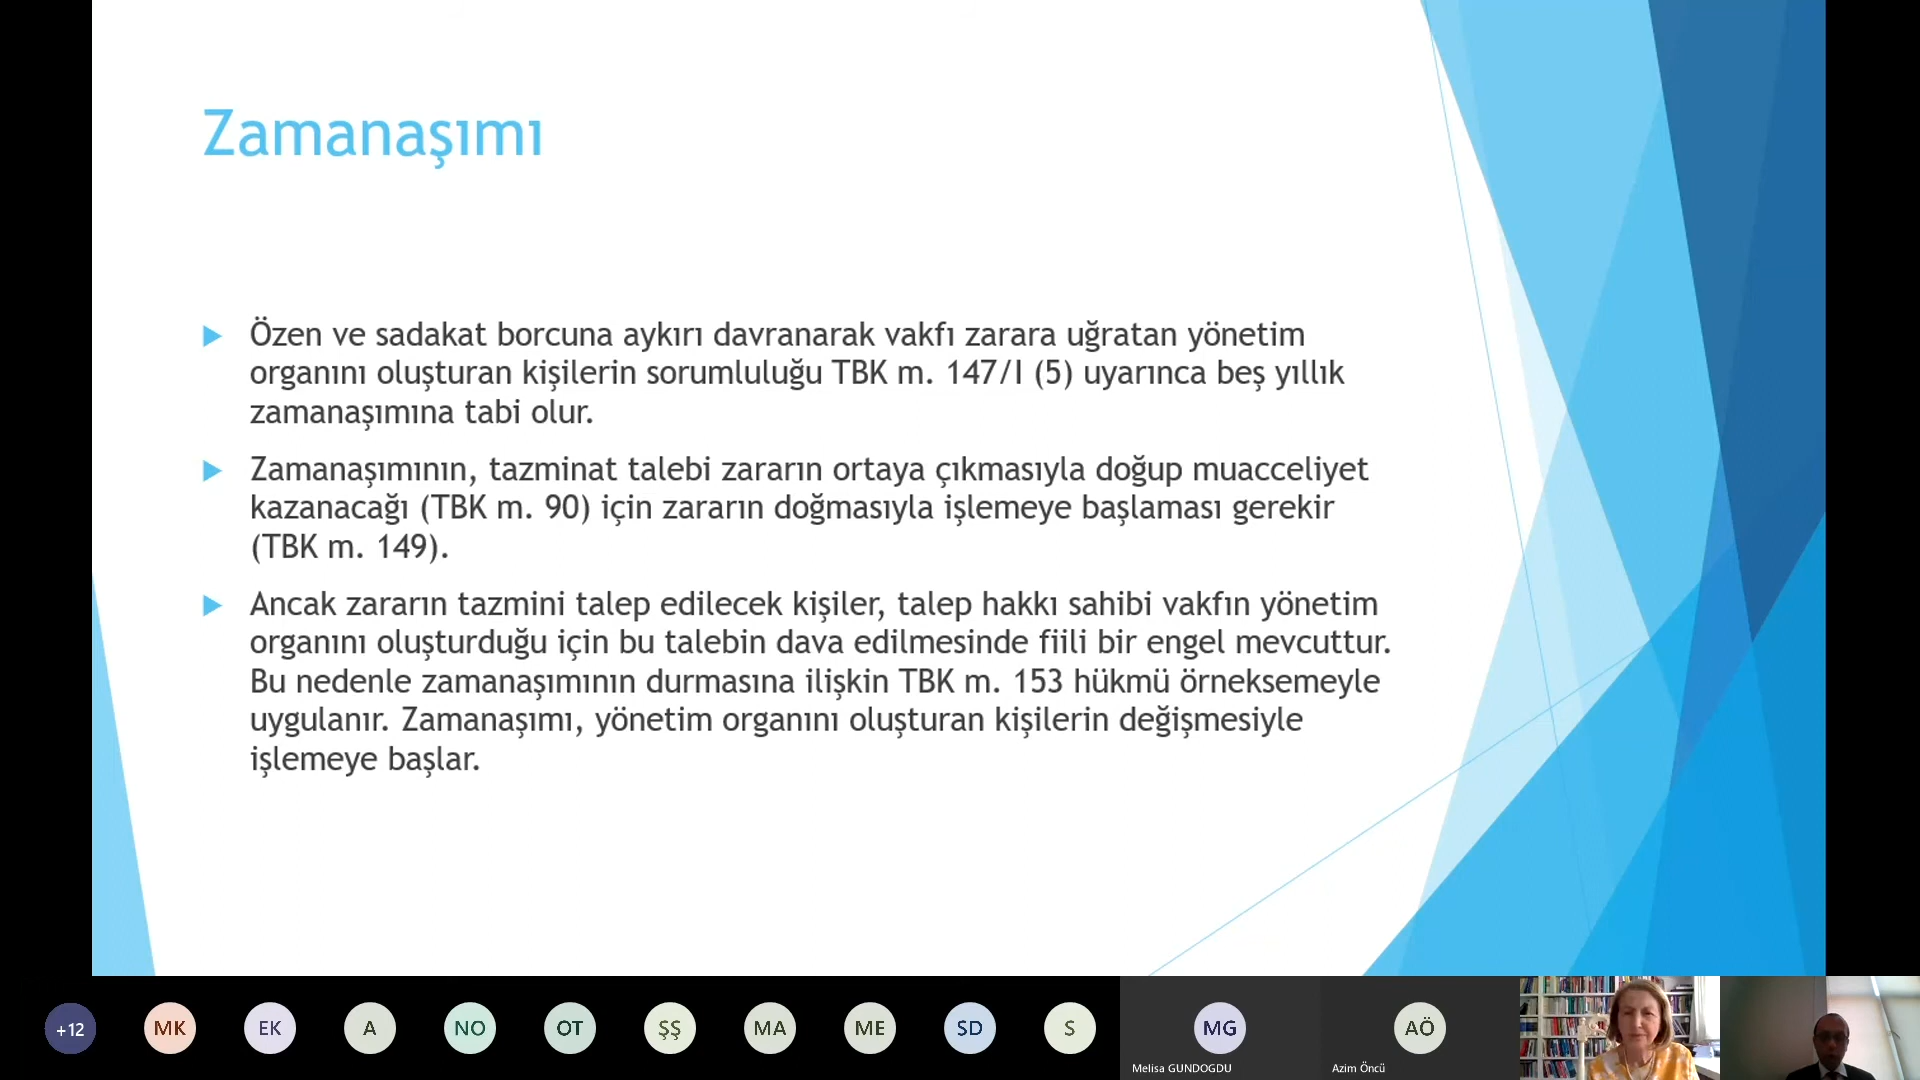 Zamanaşımı
Özen ve sadakat borcuna aykırı davranarak vakfı zarara uğratan yönetim
organını oluşturan kişilerin sorumluluğu TBK m. 147/I (5) uyarınca beş yıllık
zamanaşımına tabi olur.
Zamanaşımının, tazminat talebi zararın ortaya çıkmasıyla doğup muacceliyet
kazanacağı (TBK m. 90) için zararın doğmasıyla işlemeye başlaması gerekir
(TBK m. 149).
Ancak zararın tazmini talep edilecek kişiler, talep hakkı sahibi vakfın yönetim
organını oluşturduğu için bu talebin dava edilmesinde fiili bir engel mevcuttur.
Bu nedenle zamanaşımının durmasına ilişkin TBK m. 153 hükmü örneksemeyle
uygulanır. Zamanaşımı, yönetim organını oluşturan kişilerin değişmesiyle
işlemeye başlar.
+12 MK EK A NO OT ŞŞ MA ME SD S MG AÖ
Melisa GUNDOGDU Azim Öncü